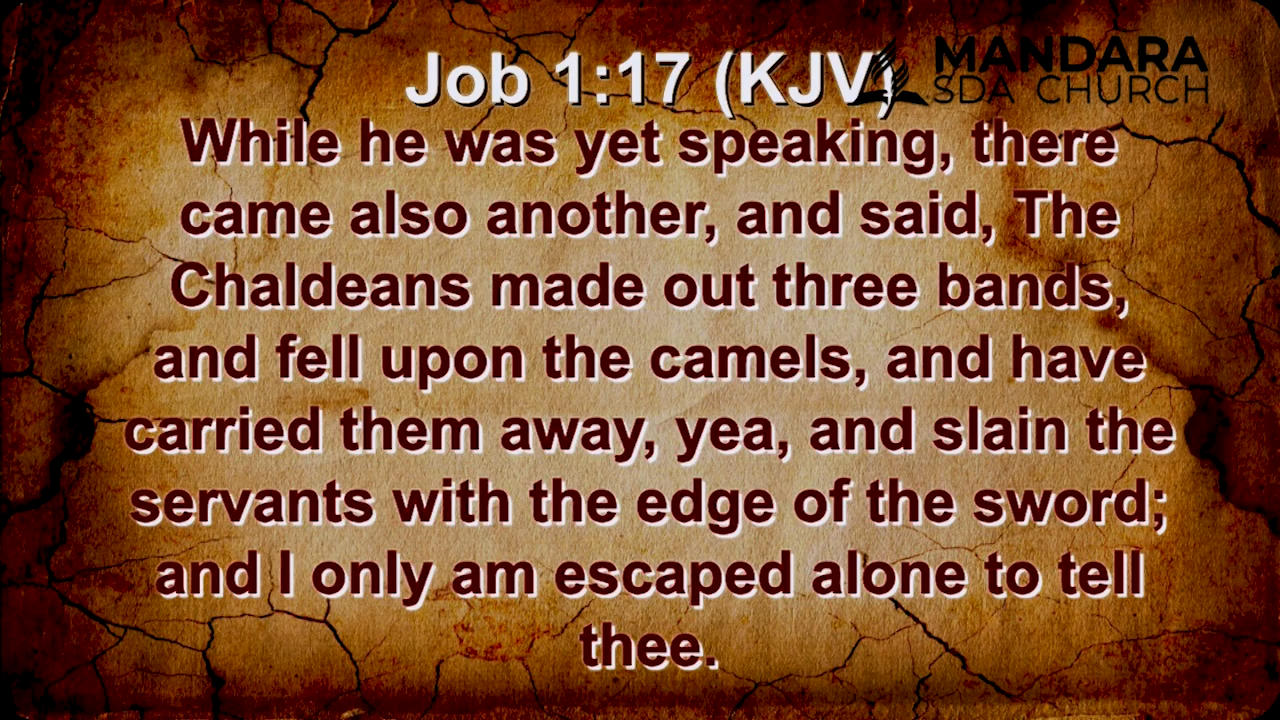 Job 1:17 (KJV)
MANDARA
SDA CHURCH
While he was yet speaking, there
came also another, and said, The
Chaldeans made out three bands,
and fell upon the camels, and have
carried them away, yea, and slain the
servants with the edge of the sword;
and I only am escaped alone to tell
thee.